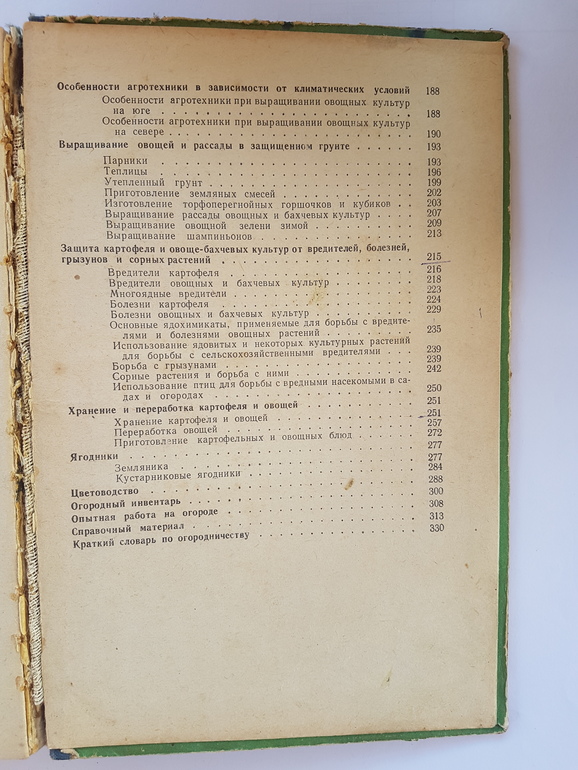 Особенности агротехники в зависимости от климатических условий 188
Особенности агротехники при выращивании овощных культур
на юге . . . . . . . . . . . . . . . . . . 188
Особенности агротехники при выращивании овощных культур
на севере . . . . . . . . . . . . . . . . . 190
Выращивание овощей и рассады в защищенном грунте . . . . . 193
Парники . . . . . . . . . . . . . . . . . . 193
Теплицы . . . . . . . . . . . . . . . . . . 196
Утепленный грунт . . . . . . . . . . . . . . 199
Приготовление земляных смесей . . . . . . . . 202
Изготовление торфоперегнойных горшочков и кубиков . . 203
Выращивание рассады овощных и бахчевых культур . . . 207
Выращивание овощной зелени зимой . . . . . . . 209
Выращивание шампиньонов . . . . . . . . . . 213
Защита картофеля и овоще-бахчевых культур от вредителей, болезней,
грызунов и сорных растений . . . . . . . . . . . 215
Вредители картофеля . . . . . . . . . . . . 216
Вредители овощных и бахчевых культур . . . . . 218
Многоядные вредители . . . . . . . . . . . . 223
Болезни картофеля . . . . . . . . . . . . . 224
Болезни овощных и бахчевых культур . . . . . . 229
Основные ядохимикаты, применяемые для борьбы с вредите-
лями и болезнями овощных растений . . . . . . 235
Использование ядовитых и некоторых культурных растений
для борьбы с сельскохозяйственными вредителями . . . 239
Борьба с грызунами . . . . . . . . . . . . . 239
Сорные растения и борьба с ними . . . . . . . . 242
Использование птиц для борьбы с вредными насекомыми в са-
дах и огородах . . . . . . . . . . . . . . . 250
Хранение и переработка картофеля и овощей . . . . . . . 251
Хранение картофеля и овощей . . . . . . . . . 251
Переработка овощей . . . . . . . . . . . . . 257
Приготовление картофельных и овощных блюд . . . . 272
Ягодники . . . . . . . . . . . . . . . . . . . 277
Земляника . . . . . . . . . . . . . . . . . 277
Кустарниковые ягодники . . . . . . . . . . . 284
Цветоводство . . . . . . . . . . . . . . . . . 288
Огородный инвентарь . . . . . . . . . . . . . . 300
Опытная работа на огороде . . . . . . . . . . . . 308
Справочный материал . . . . . . . . . . . . . . 313
Краткий словарь по огородничеству . . . . . . . . . 330